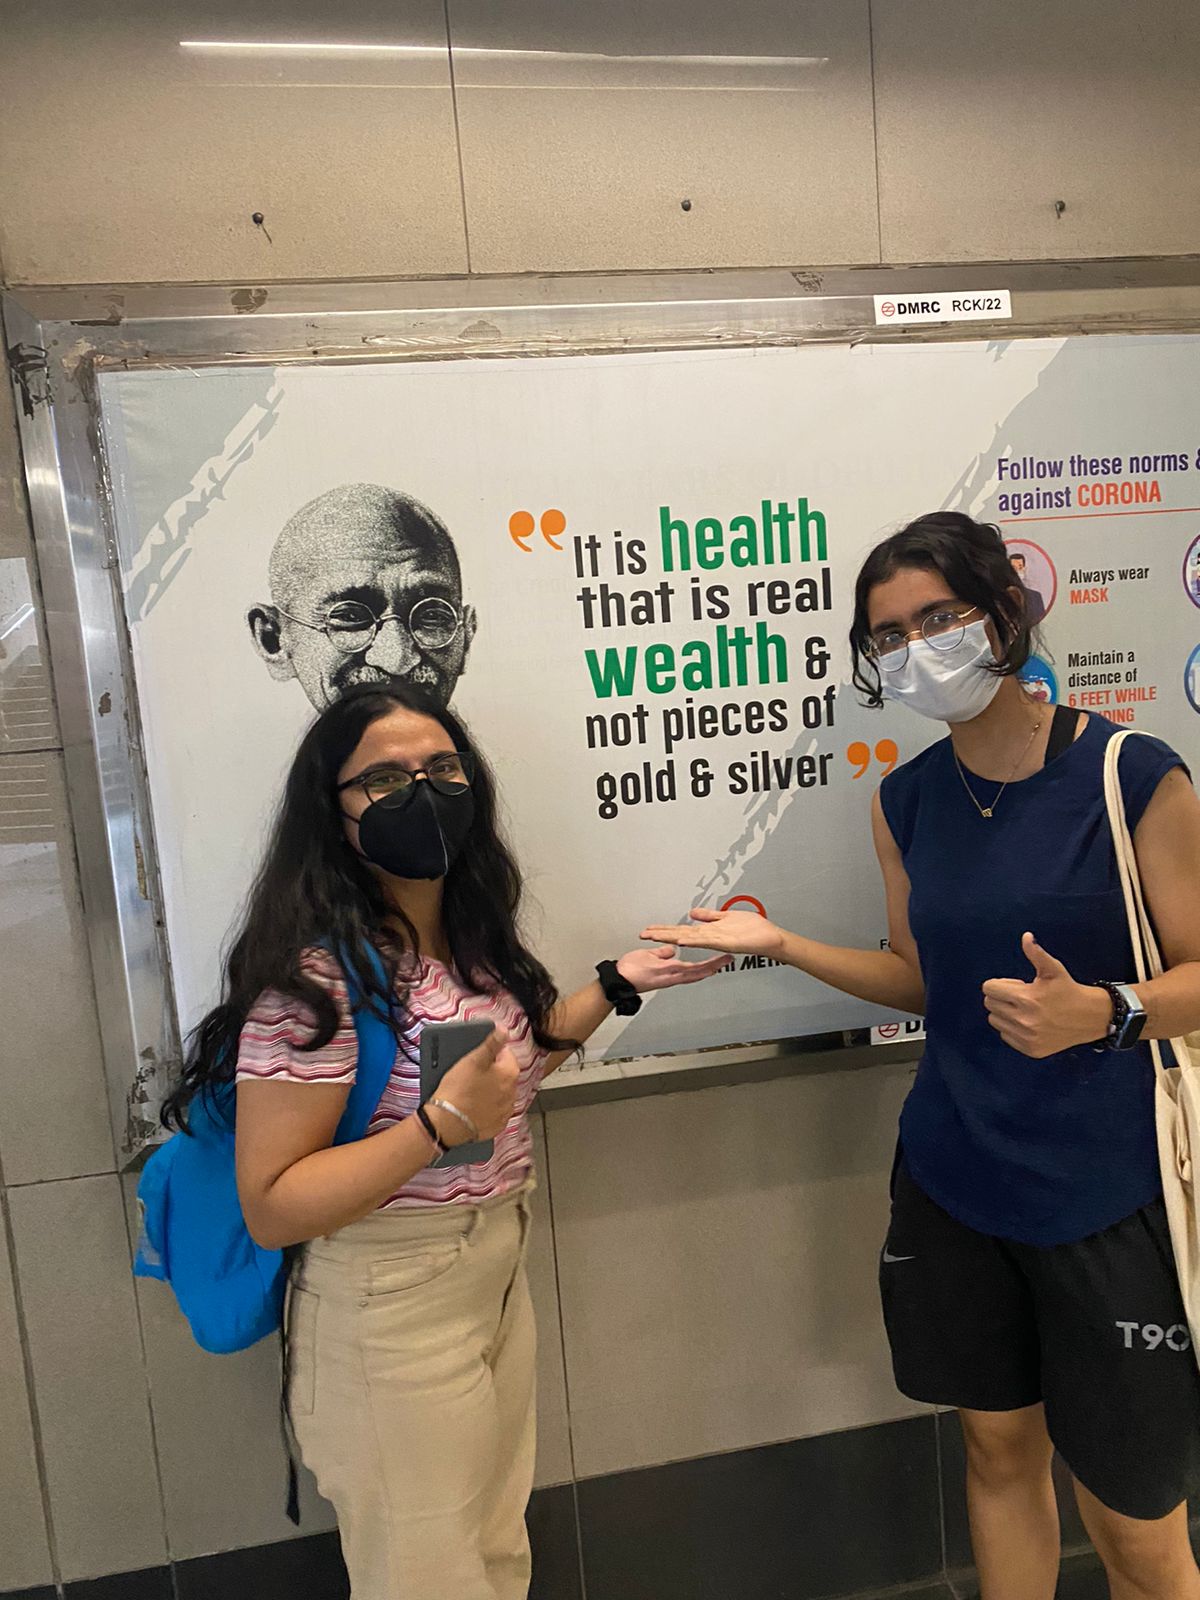 DMRC RCK/22
“It is health
that is real
wealth &
not pieces of
gold & silver”
Follow these norms &
against CORONA
Always wear
MASK
Maintain a
distance of
6 FEET WHILE
T90